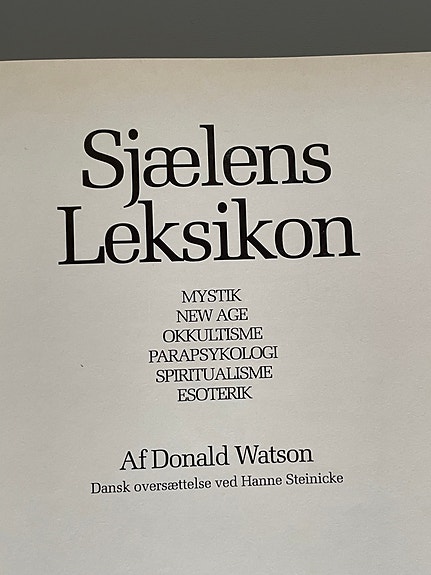 Sjælens
Leksikon
MYSTIK
NEW AGE
OKKULTISME
PARAPSYKOLOGI
SPIRITUALISME
ESOTERIK
Af Donald Watson
Dansk oversættelse ved Hanne Steinicke